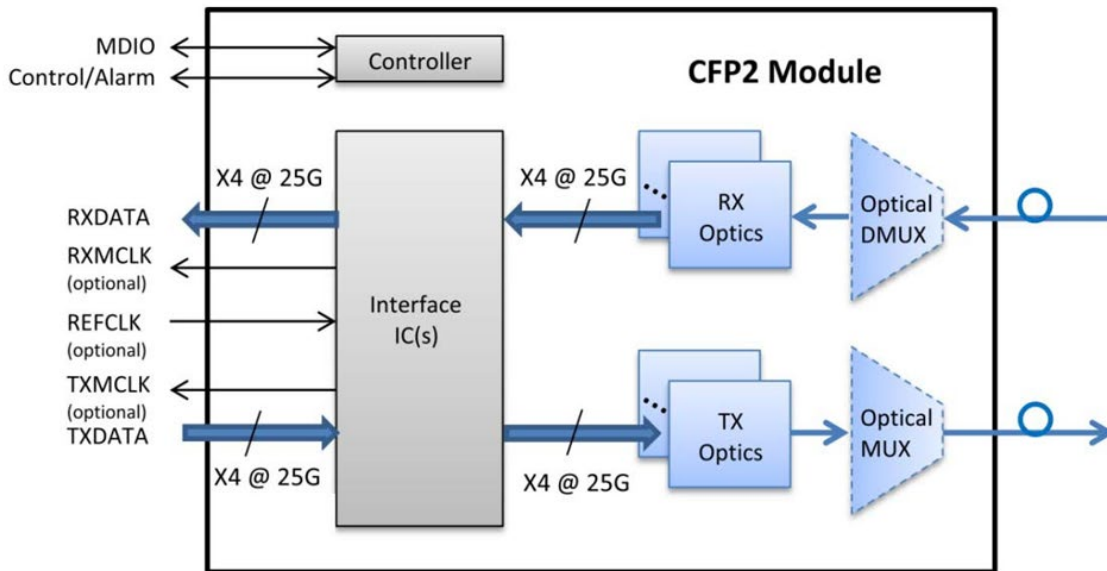 MDIO
Control/Alarm
Controller
CFP2 Module
X4 @ 25G
X4 @ 25G
RXDATA
RX
Optics
Optical
DMUX
RXMCLK
(optional)
Interface
IC(s)
REFCLK
(optional)
TXMCLK
(optional)
TXDATA
TX
Optics
Optical
MUX
X4 @ 25G
X4 @ 25G